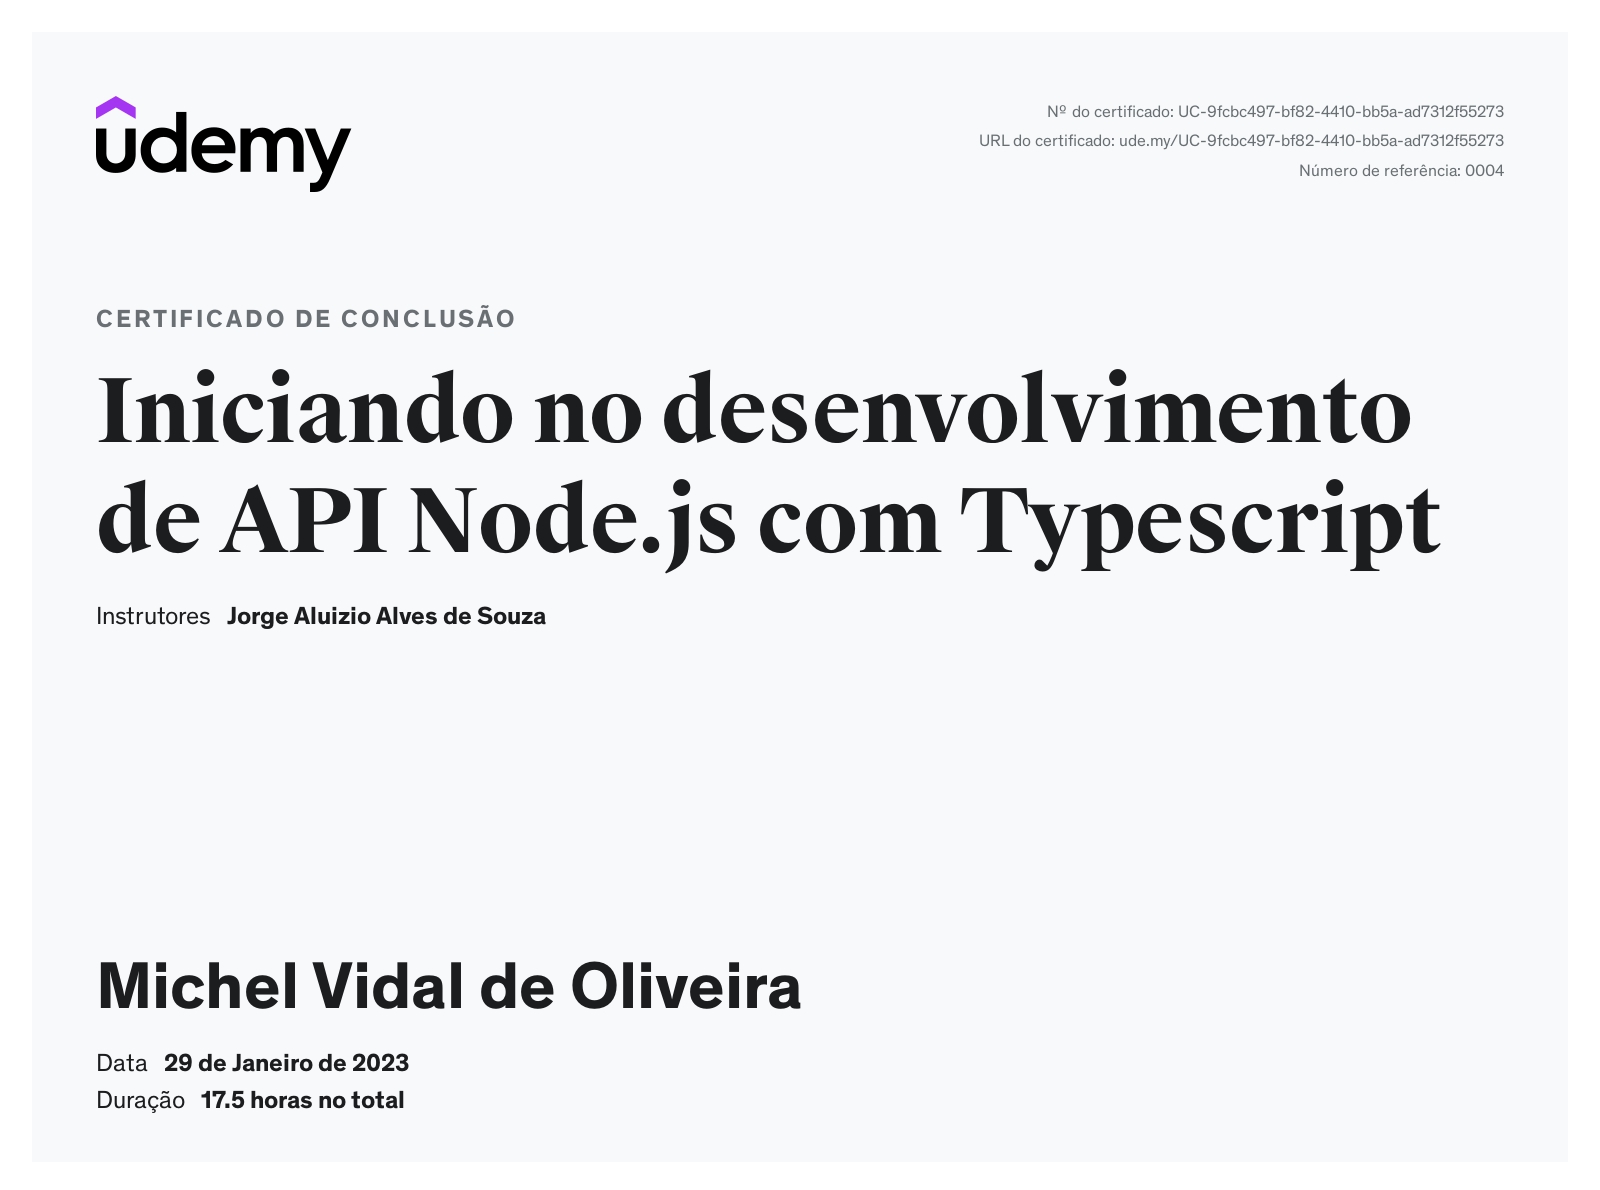 udemy
Nº do certificado: UC-9fcbc497-bf82-4410-bb5a-ad7312f55273
URL do certificado: ude.my/UC-9fcbc497-bf82-4410-bb5a-ad7312f55273
Número de referência: 0004
CERTIFICADO DE CONCLUSÃO
Iniciando no desenvolvimento
de API Node.js com Typescript
Instrutores Jorge Aluizio Alves de Souza
Michel Vidal de Oliveira
Data 29 de Janeiro de 2023
Duração 17.5 horas no total